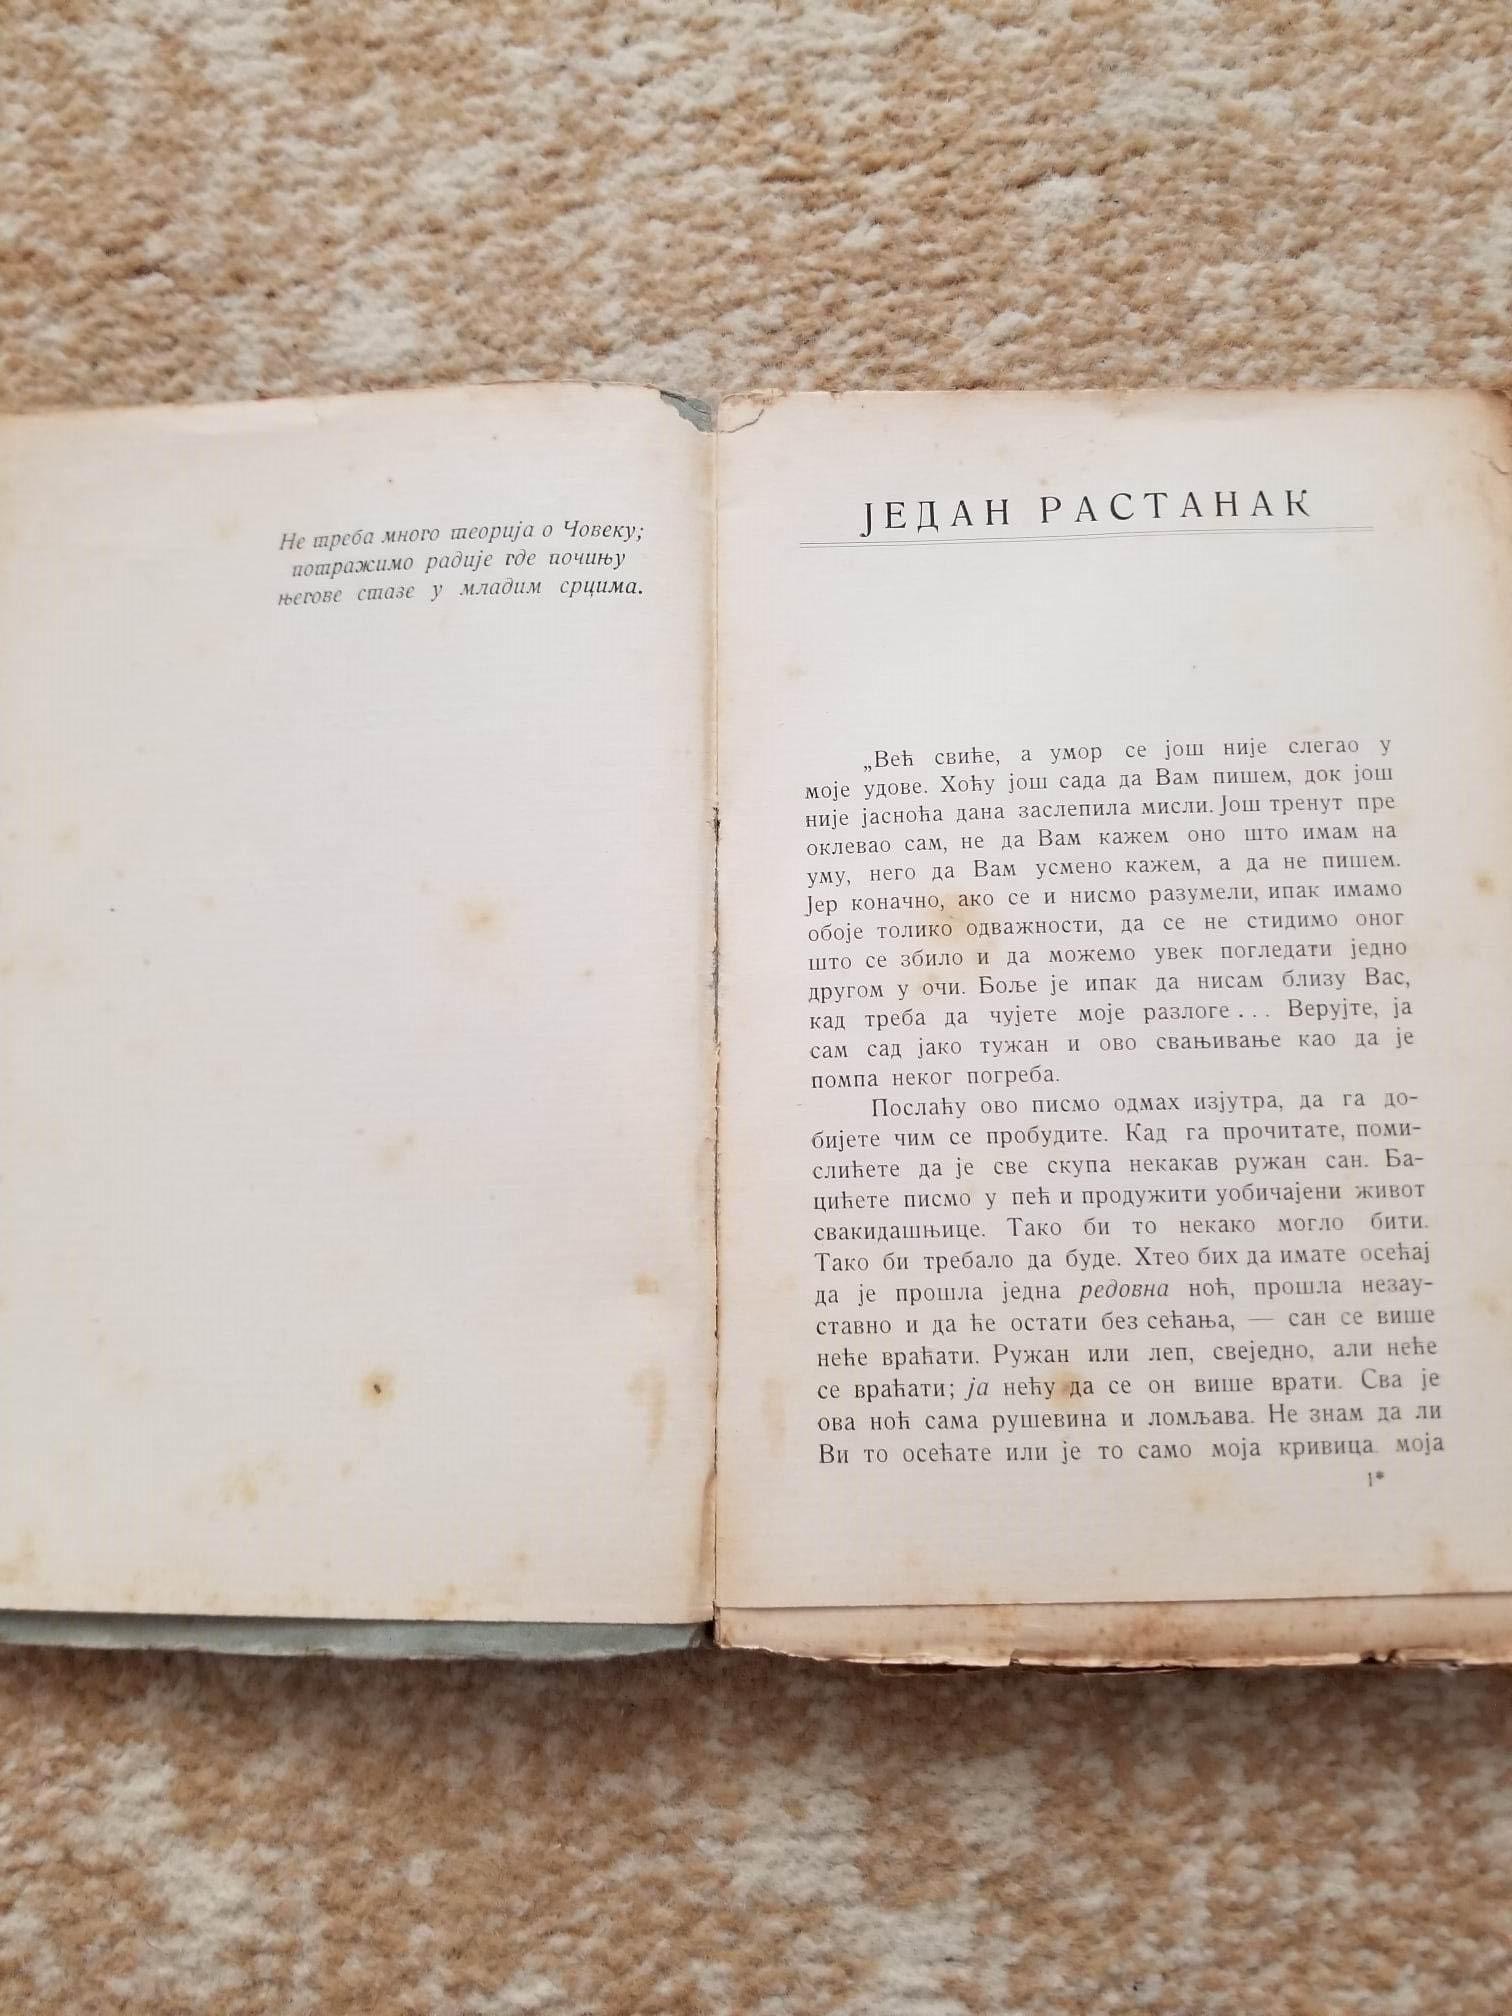 Не треба много теорија о Човеку;
потражимо радије где почињу
његове стазе у младим срцима.
ЈЕДАН РАСТАНАК
„Већ свиће, а умор се још није слегао у
моје удове. Хоћу још сада да Вам пишем, док још
није јасноћа дана заслепила мисли. Још тренут пре
оклевао сам, не да Вам кажем оно што имам на
уму, него да Вам усмено кажем, а да не пишем.
Јер коначно, ако се и нисмо разумели, ипак имамо
обоје толико одважности, да се не стидимо оног
што се збило и да можемо увек погледати једно
другом у очи. Боље је ипак да нисам близу Вас,
кад треба да чујете моје разлоге... Верујте, ја
сам сад јако тужан и ово свањивање као да је
помпа неког погреба.
Послаћу ово писмо одмах изјутра, да га до-
бијете чим се пробудите. Кад га прочитате, поми-
слићете да је све скупа некакав ружан сан. Ба-
цићете писмо у пећ и продужити уобичајени живот
свакидашњице. Тако би то некако могло бити.
Тако би требало да буде. Хтео бих да имате осећај
да је прошла једна редовна ноћ, прошла незау-
ставно и да ће остати без сећања, — сан се више
неће враћати. Ружан или леп, свеједно, али неће
се враћати; ја нећу да се он више врати. Сва је
ова ноћ сама рушевина и ломљава. Не знам да ли
Ви то осећате или је то само моја кривица моја
1*